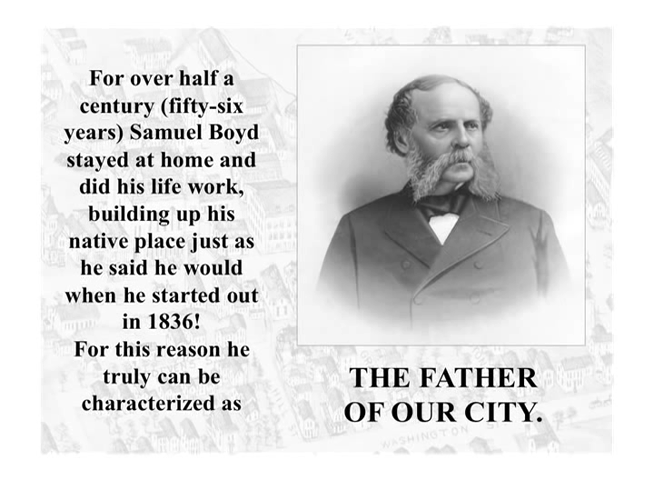 For over half a
century (fifty-six
years) Samuel Boyd
stayed at home and
did his life work,
building up his
native place just as
he said he would
when he started out
in 1836!
For this reason he
truly can be
characterized as
THE FATHER
OF OUR CITY.
WASHINGTON